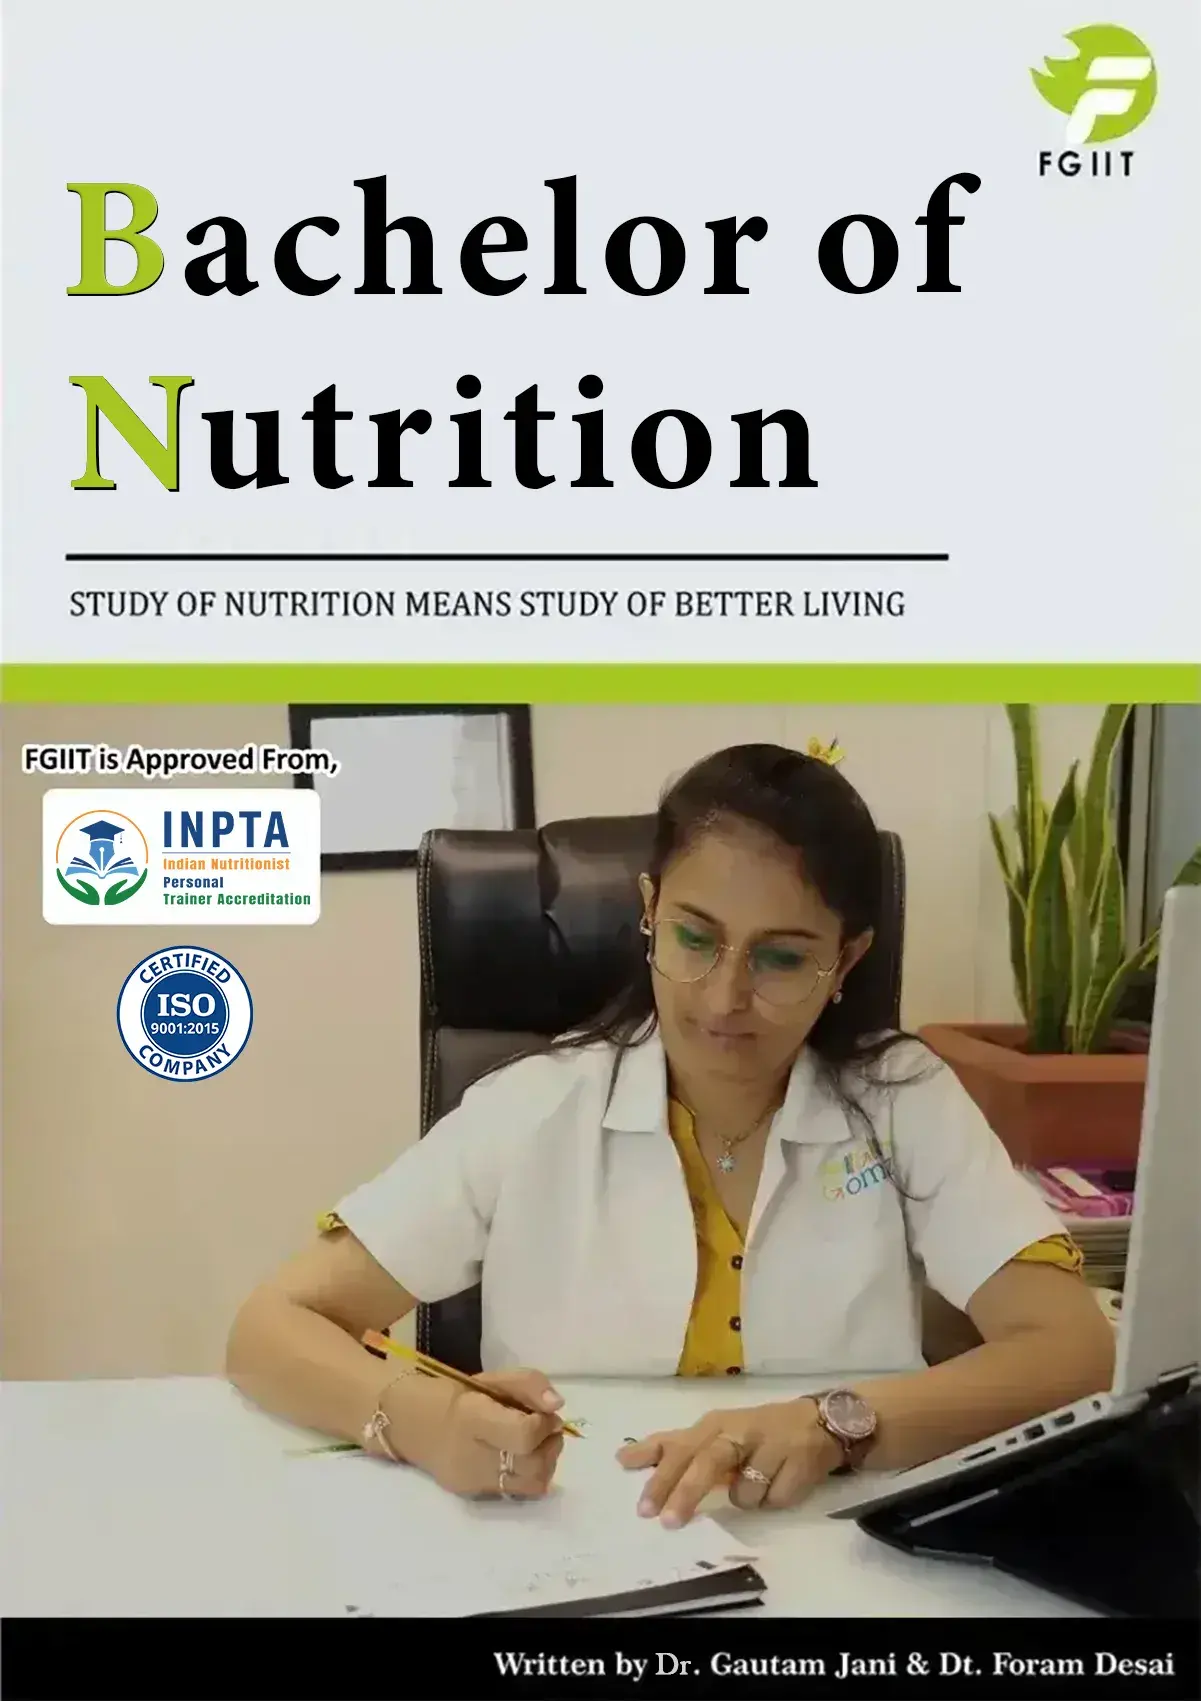 FGIIT
Bachelor of
Nutrition
STUDY OF NUTRITION MEANS STUDY OF BETTER LIVING
FGIIT is Approved From,
INPTA
Indian Nutritionist
Personal
Trainer Accreditation
CERTIFIED
ISO
9001:2015
COMPANY
Written by Dr. Gautam Jani & Dt. Foram Desai